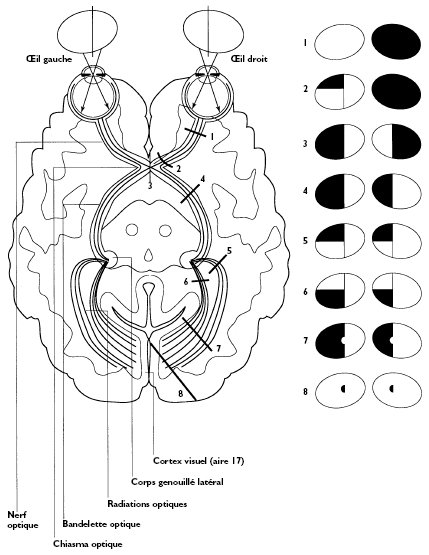 Œil gauche
Œil droit
1
2
3
4
5
6
7
8
1
2
3
4
5
6
7
8
Cortex visuel (aire 17)
Corps genouillé latéral
Radiations optiques
Nerf
optique
Bandelette optique
Chiasma optique